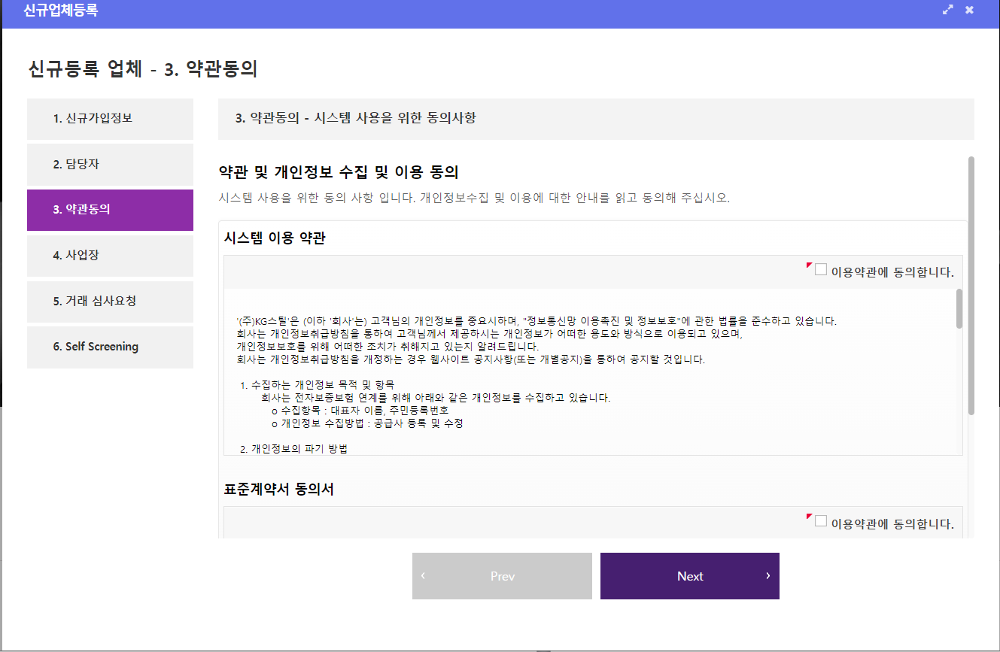 신규업체등록
신규등록 업체 - 3. 약관동의
1. 신규가입정보
2. 담당자
3. 약관동의
4. 사업장
5. 거래 심사요청
6. Self Screening
3. 약관동의 - 시스템 사용을 위한 동의사항
약관 및 개인정보 수집 및 이용 동의
시스템 사용을 위한 동의 사항 입니다. 개인정보수집 및 이용에 대한 안내를 읽고 동의해 주십시오.
시스템 이용 약관
이용약관에 동의합니다.
'(주)KG스틸'은 (이하 '회사'는) 고객님의 개인정보를 중요시하며, "정보통신망 이용촉진 및 정보보호"에 관한 법률을 준수하고 있습니다.
회사는 개인정보취급방침을 통하여 고객님께서 제공하시는 개인정보가 어떠한 용도와 방식으로 이용되고 있으며,
개인정보보호를 위해 어떠한 조치가 취해지고 있는지 알려드립니다.
회사는 개인정보취급방침을 개정하는 경우 웹사이트 공지사항(또는 개별공지)을 통하여 공지할 것입니다.
1. 수집하는 개인정보 목적 및 항목
회사는 전자보증보험 연계를 위해 아래와 같은 개인정보를 수집하고 있습니다.
o 수집항목 : 대표자 이름, 주민등록번호
o 개인정보 수집방법 : 공급사 등록 및 수정
2. 개인정보의 파기 방법
표준계약서 동의서
이용약관에 동의합니다.
Prev
Next